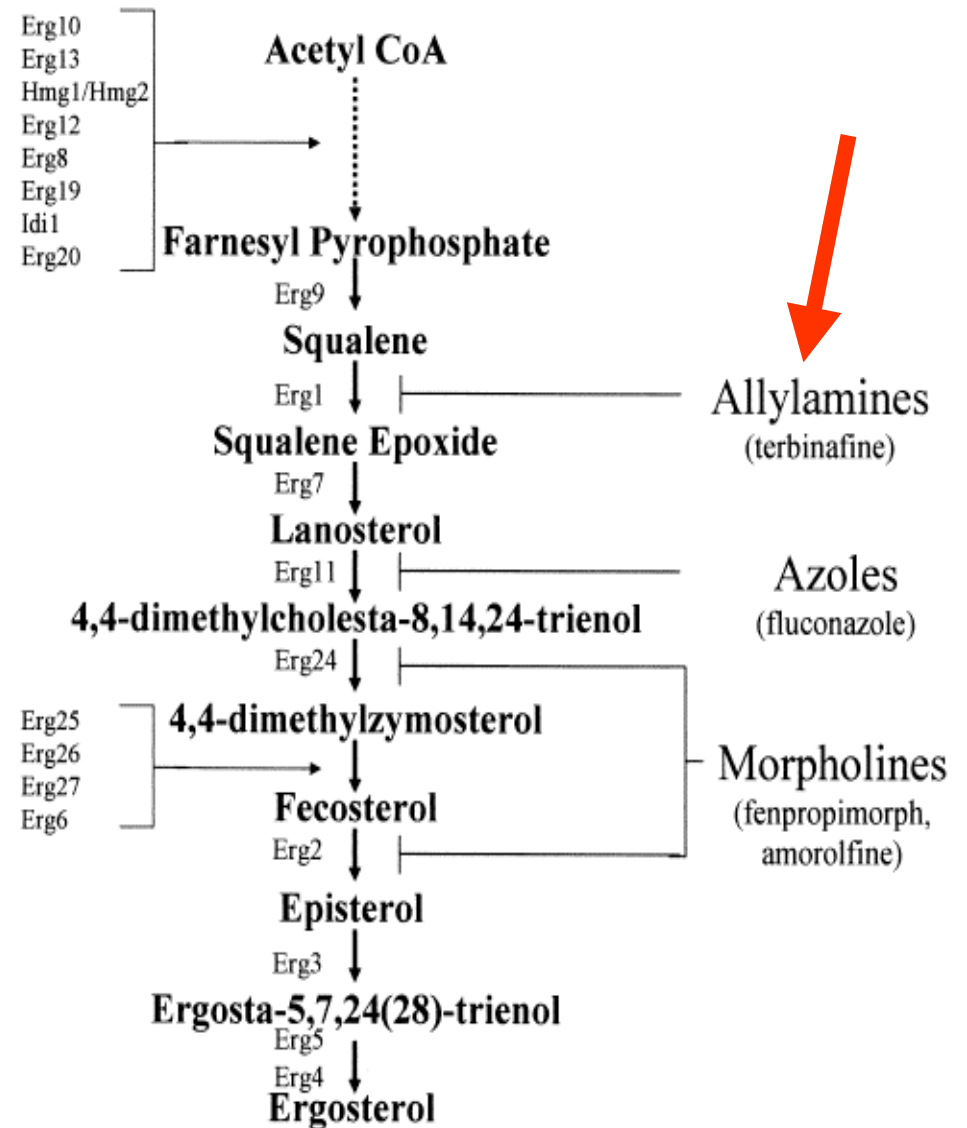 Erg10
Erg13
Hmg1/Hmg2
Erg12
Erg8
Erg19
Idi1
Erg20
Acetyl CoA
Farnesyl Pyrophosphate
Erg9
Squalene
Erg1
Allylamines
(terbinafine)
Squalene Epoxide
Erg7
Lanosterol
Erg11
Azoles
(fluconazole)
4,4-dimethylcholesta-8,14,24-trienol
Erg24
4,4-dimethylzymosterol
Erg25
Erg26
Erg27
Erg6
Morpholines
(fenpropimorph,
amorolfine)
Fecosterol
Erg2
Episterol
Erg3
Ergosta-5,7,24(28)-trienol
Erg5
Erg4
Ergosterol